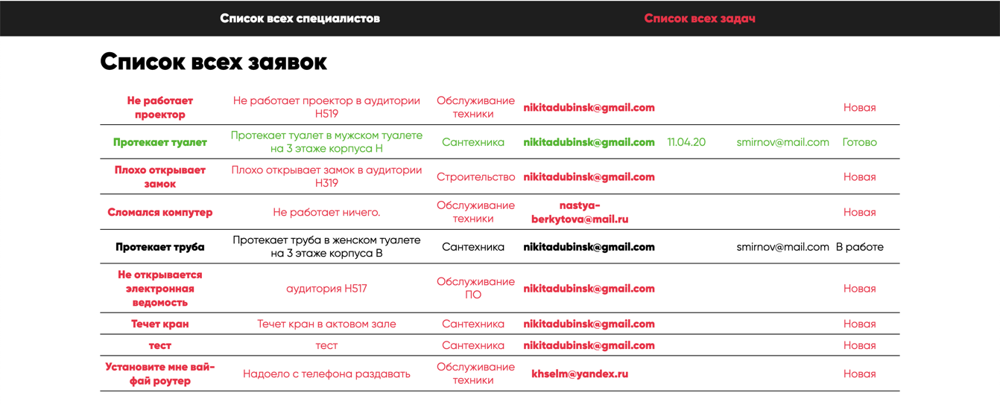 Список всех специалистов
Список всех задач
Список всех заявок
Не работает
проектор
Не работает проектор в аудитории
Н519
Обслуживание
техники
nikitadubinsk@gmail.com
Новая
Протекает туалет
Протекает туалет в мужском туалете
на 3 этаже корпуса Н
Сантехника
nikitadubinsk@gmail.com
11.04.20
smirnov@mail.com
Готово
Плохо открывает
замок
Плохо открывает замок в аудитории
Н319
Строительство
nikitadubinsk@gmail.com
Новая
Сломался компутер
Не работает ничего.
Обслуживание
техники
nastya-
berkytova@mail.ru
Новая
Протекает труба
Протекает труба в женском туалете
на 3 этаже корпуса В
Сантехника
nikitadubinsk@gmail.com
smirnov@mail.com
В работе
Не открывается
электронная
ведомость
аудитория Н517
Обслуживание
ПО
nikitadubinsk@gmail.com
Новая
Течет кран
Течет кран в актовом зале
Сантехника
nikitadubinsk@gmail.com
Новая
тест
тест
Сантехника
nikitadubinsk@gmail.com
Новая
Установите мне вай-
фай роутер
Надоело с телефона раздавать
Обслуживание
техники
khselm@yandex.ru
Новая